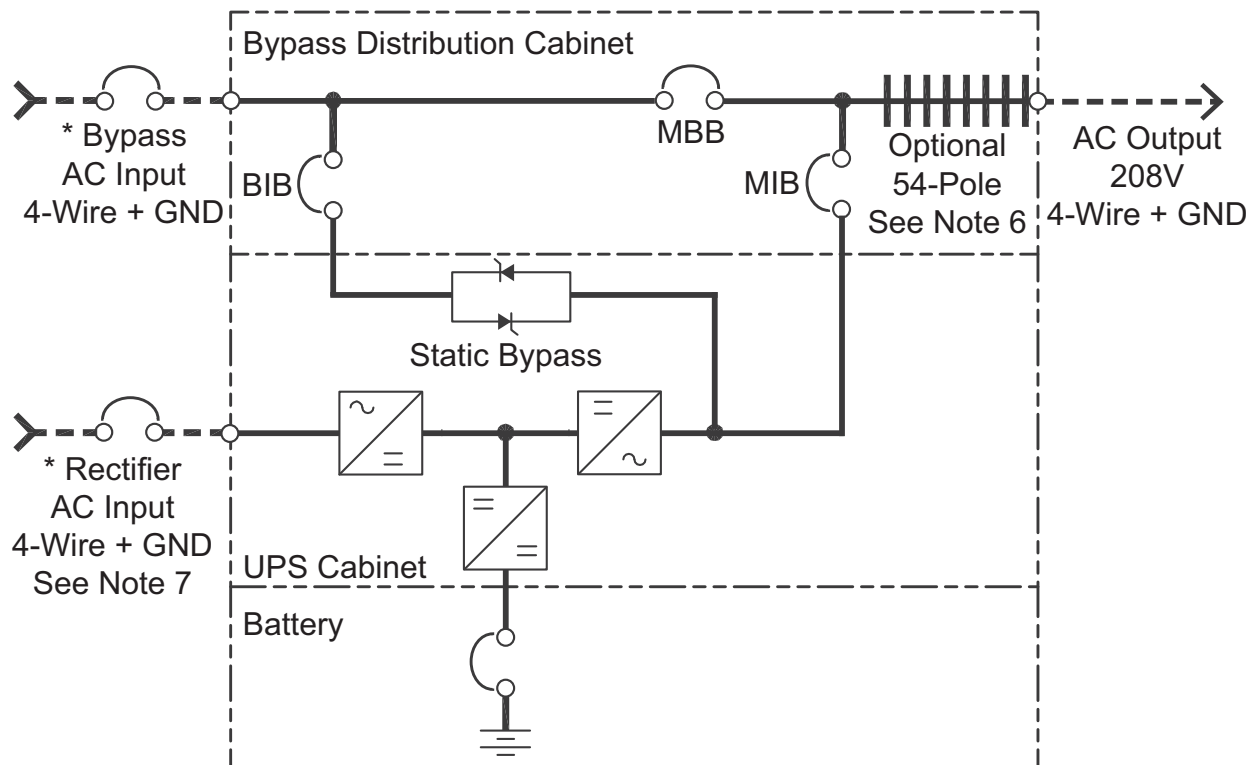 Bypass Distribution Cabinet
* Bypass
AC Input
4-Wire + GND
BIB
MBB
MIB
Optional
54-Pole
See Note 6
AC Output
208V
4-Wire + GND
Static Bypass
* Rectifier
AC Input
4-Wire + GND
See Note 7
UPS Cabinet
Battery